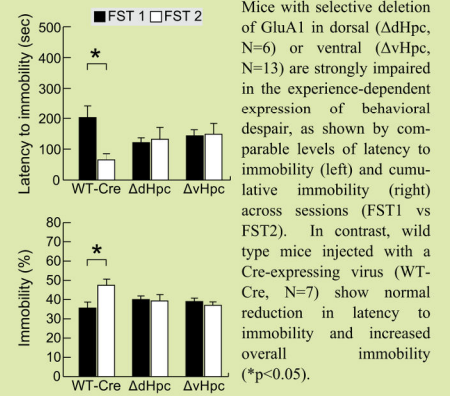 FST 1 FST 2
Latency to immobility (sec)
500
400
300
200
100
0
*
WT-Cre ΔdHpc ΔvHpc
Immobility (%)
80
70
60
50
40
30
20
10
0
*
WT-Cre ΔdHpc ΔvHpc
Mice with selective deletion
of GluA1 in dorsal (ΔdHpc,
N=6) or ventral (ΔvHpc,
N=13) are strongly impaired
in the experience-dependent
expression of behavioral
despair, as shown by com-
parable levels of latency to
immobility (left) and cumu-
lative immobility (right)
across sessions (FST1 vs
FST2). In contrast, wild
type mice injected with a
Cre-expressing virus (WT-
Cre, N=7) show normal
reduction in latency to
immobility and increased
overall immobility
(*p<0.05).